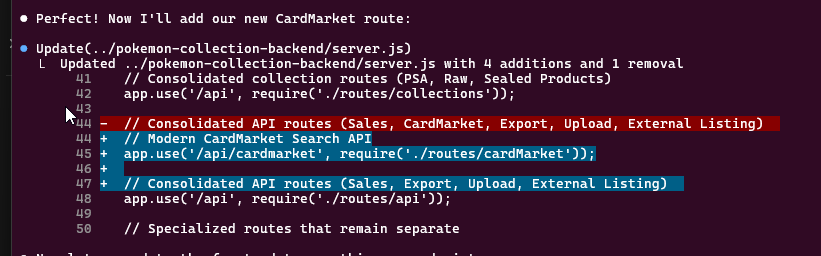 ● Perfect! Now I'll add our new CardMarket route:
● Update(../pokemon-collection-backend/server.js)
└ Updated ../pokemon-collection-backend/server.js with 4 additions and 1 removal
41 // Consolidated collection routes (PSA, Raw, Sealed Products)
42 app.use('/api', require('./routes/collections'));
43
44 - // Consolidated API routes (Sales, CardMarket, Export, Upload, External Listing)
44 + // Modern CardMarket Search API
45 + app.use('/api/cardmarket', require('./routes/cardMarket'));
46 +
47 + // Consolidated API routes (Sales, Export, Upload, External Listing)
48 app.use('/api', require('./routes/api'));
49
50 // Specialized routes that remain separate